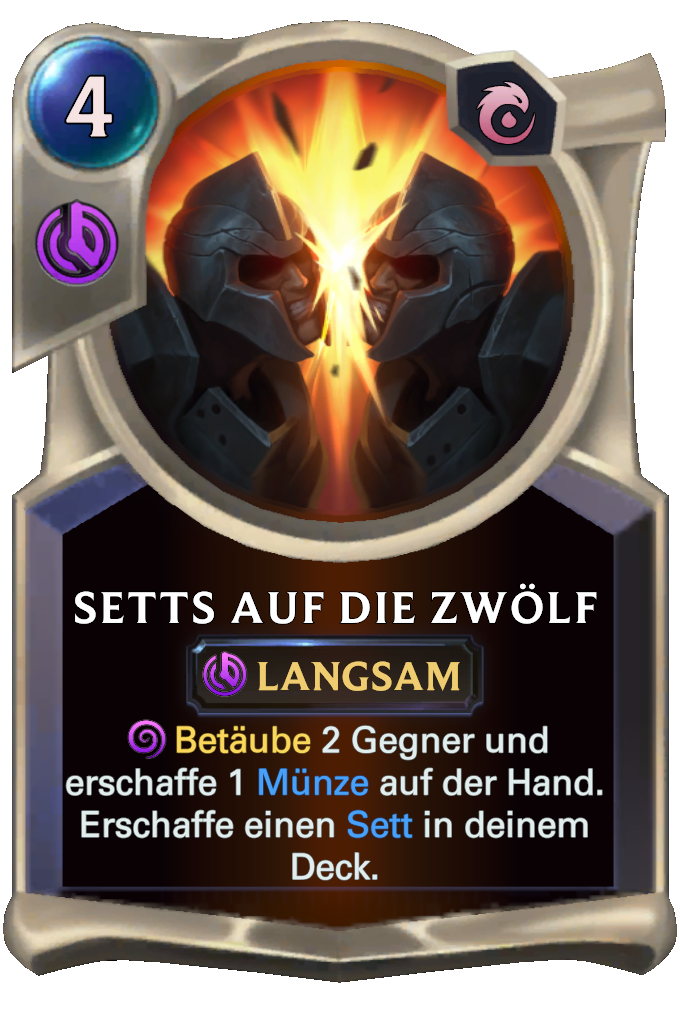 4
SETTS AUF DIE ZWÖLF
LANGSAM
Betäube 2 Gegner und
erschaffe 1 Münze auf der Hand.
Erschaffe einen Sett in deinem
Deck.